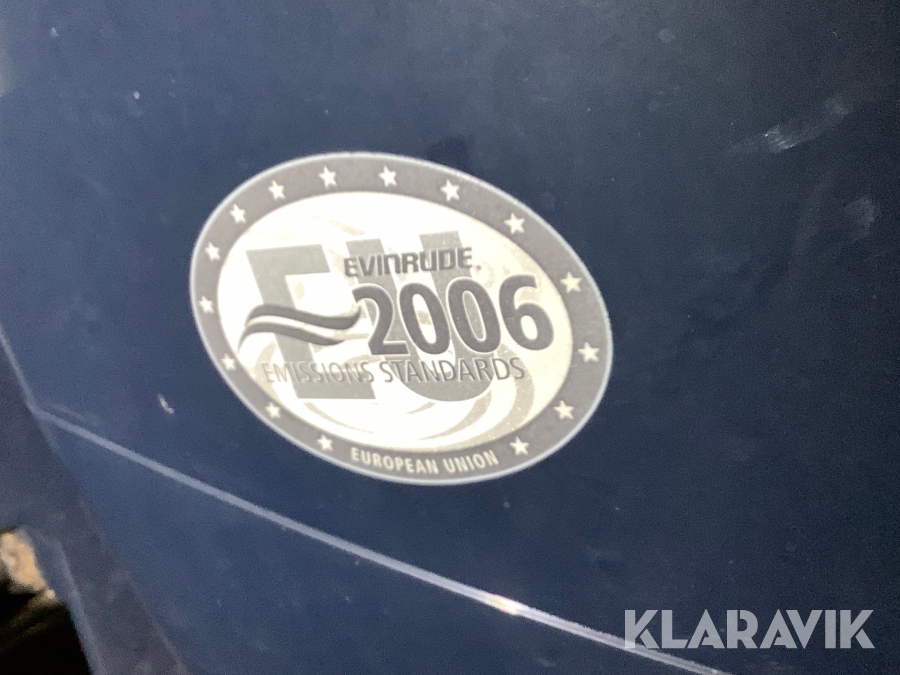 EU
EVINRUDE.
2006
EMISSIONS STANDARDS
EUROPEAN UNION
KLARAVIK